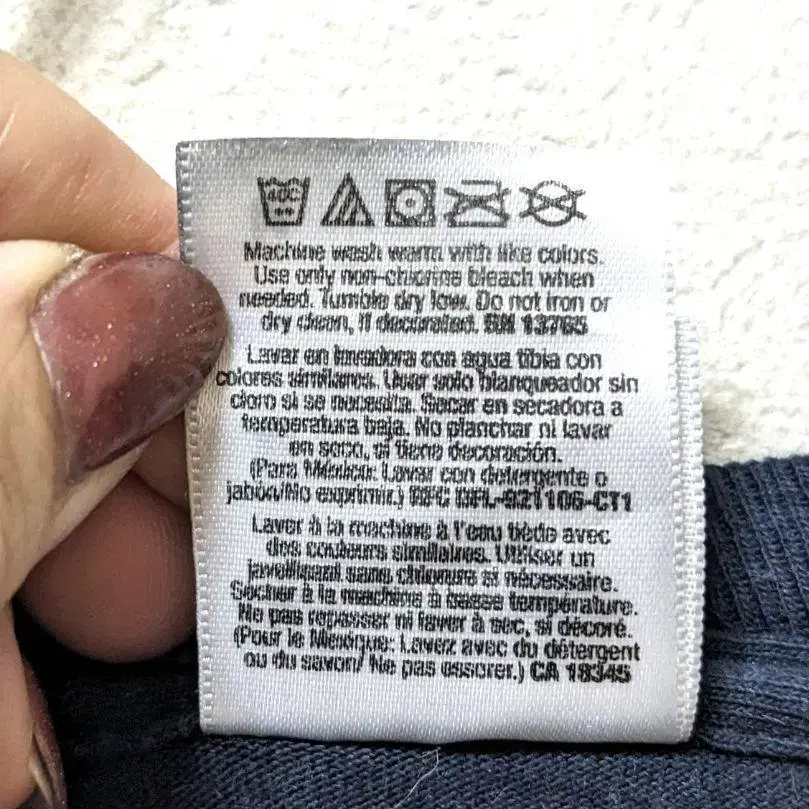 40C
Machine wash warm with like colors.
Use only non-chlorine bleach when
needed. Tumble dry low. Do not iron or
dry clean, if decorated. RN 13765
Lavar en lavadora con agua tibia con
colores similares. Usar solo blanqueador sin
cloro si se necesita. Secar en secadora a
temperatura baja. No planchar ni lavar
en seco, si tiene decoración.
(Para México: Lavar con detergente o
jabón/No exprimir.) RFC DFL-921106-CT1
Laver à la machine à l'eau tiède avec
des couleurs similaires. Utiliser un
javellisant sans chlorure si nécessaire.
Sécher à la machine à basse température.
Ne pas repasser ni laver à sec, si décoré.
(Pour le Mexique: Lavez avec du détergent
ou du savon/ Ne pas essorer.) CA 18345